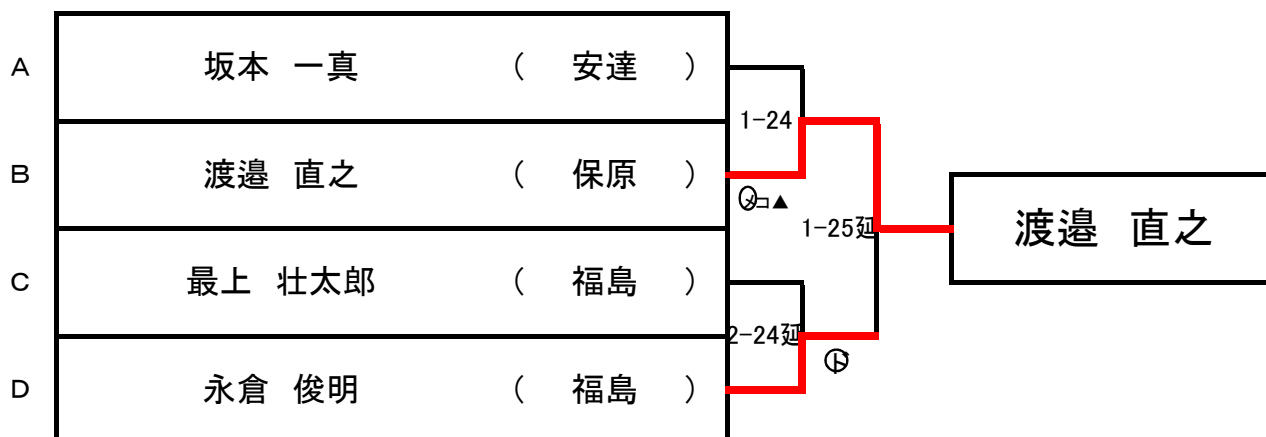 A 坂本 一真 ( 安達 )
1-24
B 渡邉 直之 ( 保原 )
㋱コ▲
1-25延
渡邉 直之
C 最上 壮太郎 ( 福島 )
2-24延
D 永倉 俊明 ( 福島 )